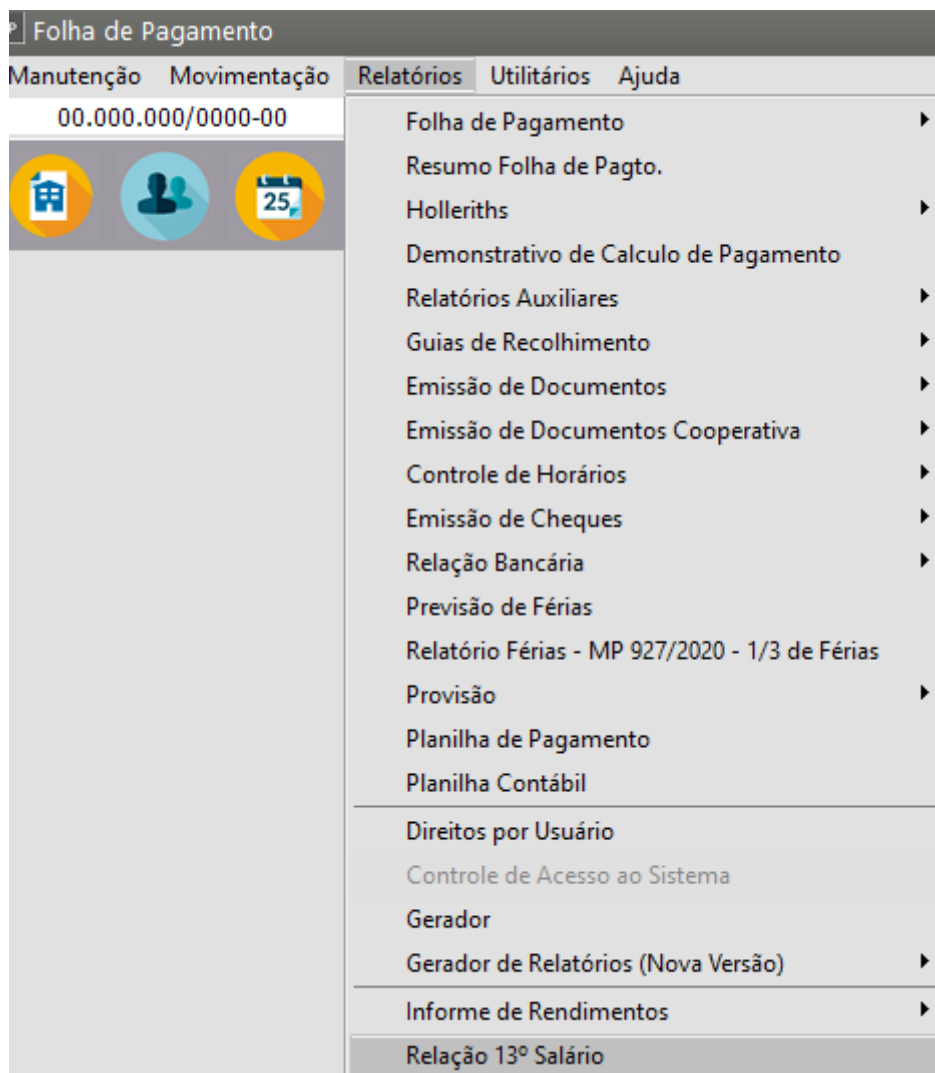 Folha de Pagamento
Manutenção Movimentação Relatórios Utilitários Ajuda
00.000.000/0000-00
25
Folha de Pagamento
Resumo Folha de Pagto.
Holleriths
Demonstrativo de Calculo de Pagamento
Relatórios Auxiliares
Guias de Recolhimento
Emissão de Documentos
Emissão de Documentos Cooperativa
Controle de Horários
Emissão de Cheques
Relação Bancária
Previsão de Férias
Relatório Férias - MP 927/2020 - 1/3 de Férias
Provisão
Planilha de Pagamento
Planilha Contábil
Direitos por Usuário
Controle de Acesso ao Sistema
Gerador
Gerador de Relatórios (Nova Versão)
Informe de Rendimentos
Relação 13º Salário